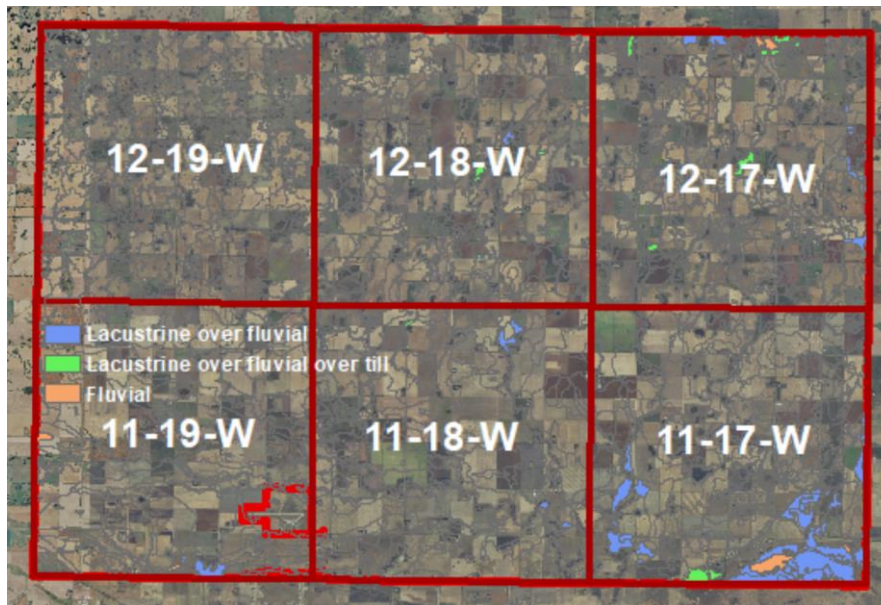 12-19-W
12-18-W
12-17-W
Lacustrine over fluvial
Lacustrine over fluvial over till
Fluvial
11-19-W
11-18-W
11-17-W